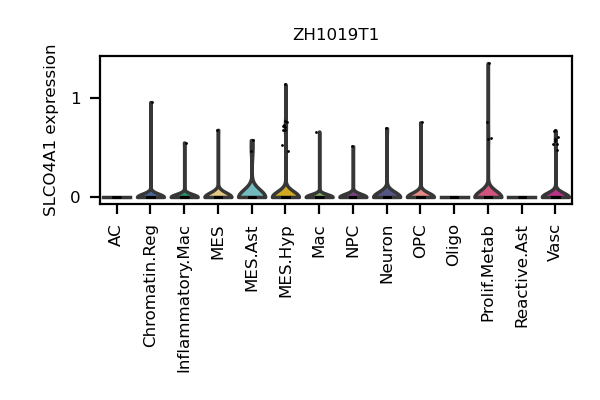 ZH1019T1
SLCO4A1 expression
1
0
AC
Chromatin.Reg
Inflammatory.Mac
MES
MES.Ast
MES.Hyp
Mac
NPC
Neuron
OPC
Oligo
Prolif.Metab
Reactive.Ast
Vasc